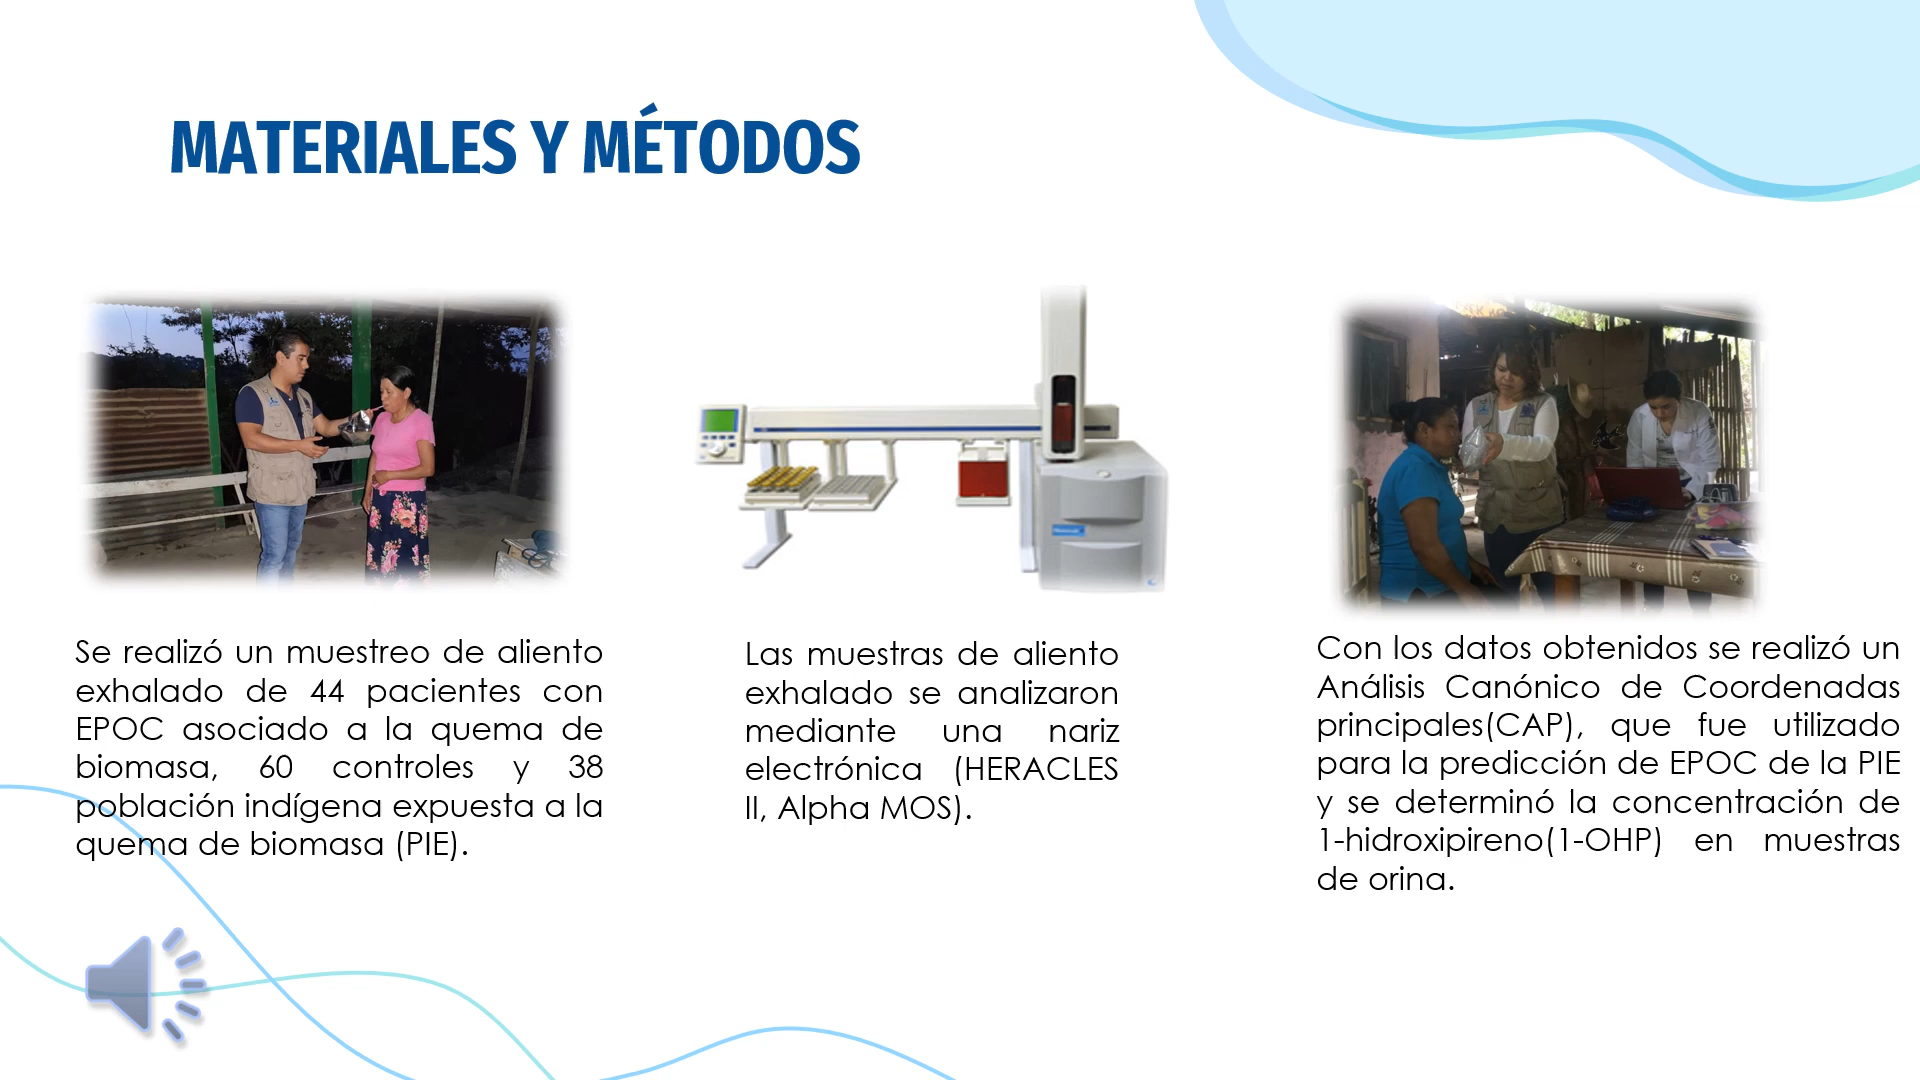 MATERIALES Y MÉTODOS
Se realizó un muestreo de aliento
exhalado de 44 pacientes con
EPOC asociado a la quema de
biomasa, 60 controles y 38
población indígena expuesta a la
quema de biomasa (PIE).
Las muestras de aliento
exhalado se analizaron
mediante una nariz
electrónica (HERACLES
II, Alpha MOS).
Con los datos obtenidos se realizó un
Análisis Canónico de Coordenadas
principales(CAP), que fue utilizado
para la predicción de EPOC de la PIE
y se determinó la concentración de
1-hidroxipireno(1-OHP) en muestras
de orina.